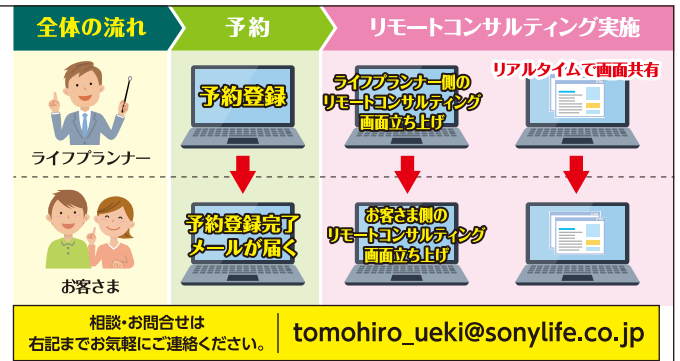 全体の流れ
予約
リモートコンサルティング実施
ライフプランナー
予約登録
ライフプランナー側の
リモートコンサルティング
画面立ち上げ
リアルタイムで画面共有
お客さま
予約登録完了
メールが届く
お客さま側の
リモートコンサルティング
画面立ち上げ
相談・お問合せは
右記までお気軽にご連絡ください。
tomohiro_ueki@sonylife.co.jp